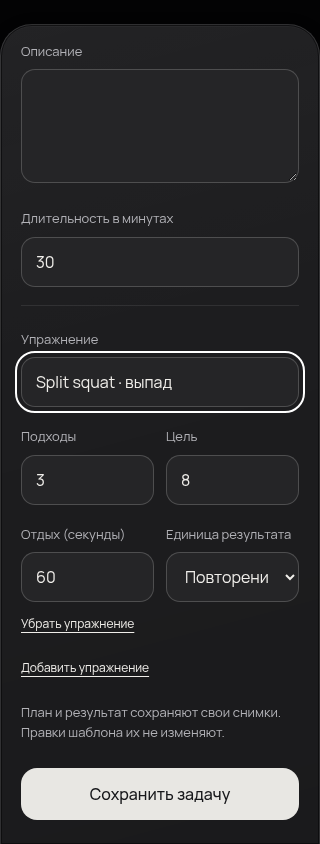 Описание
Длительность в минутах
30
Упражнение
Split squat · выпад
Подходы
Цель
3
8
Отдых (секунды)
Единица результата
60
Повторени
Убрать упражнение
Добавить упражнение
План и результат сохраняют свои снимки.
Правки шаблона их не изменяют.
Сохранить задачу